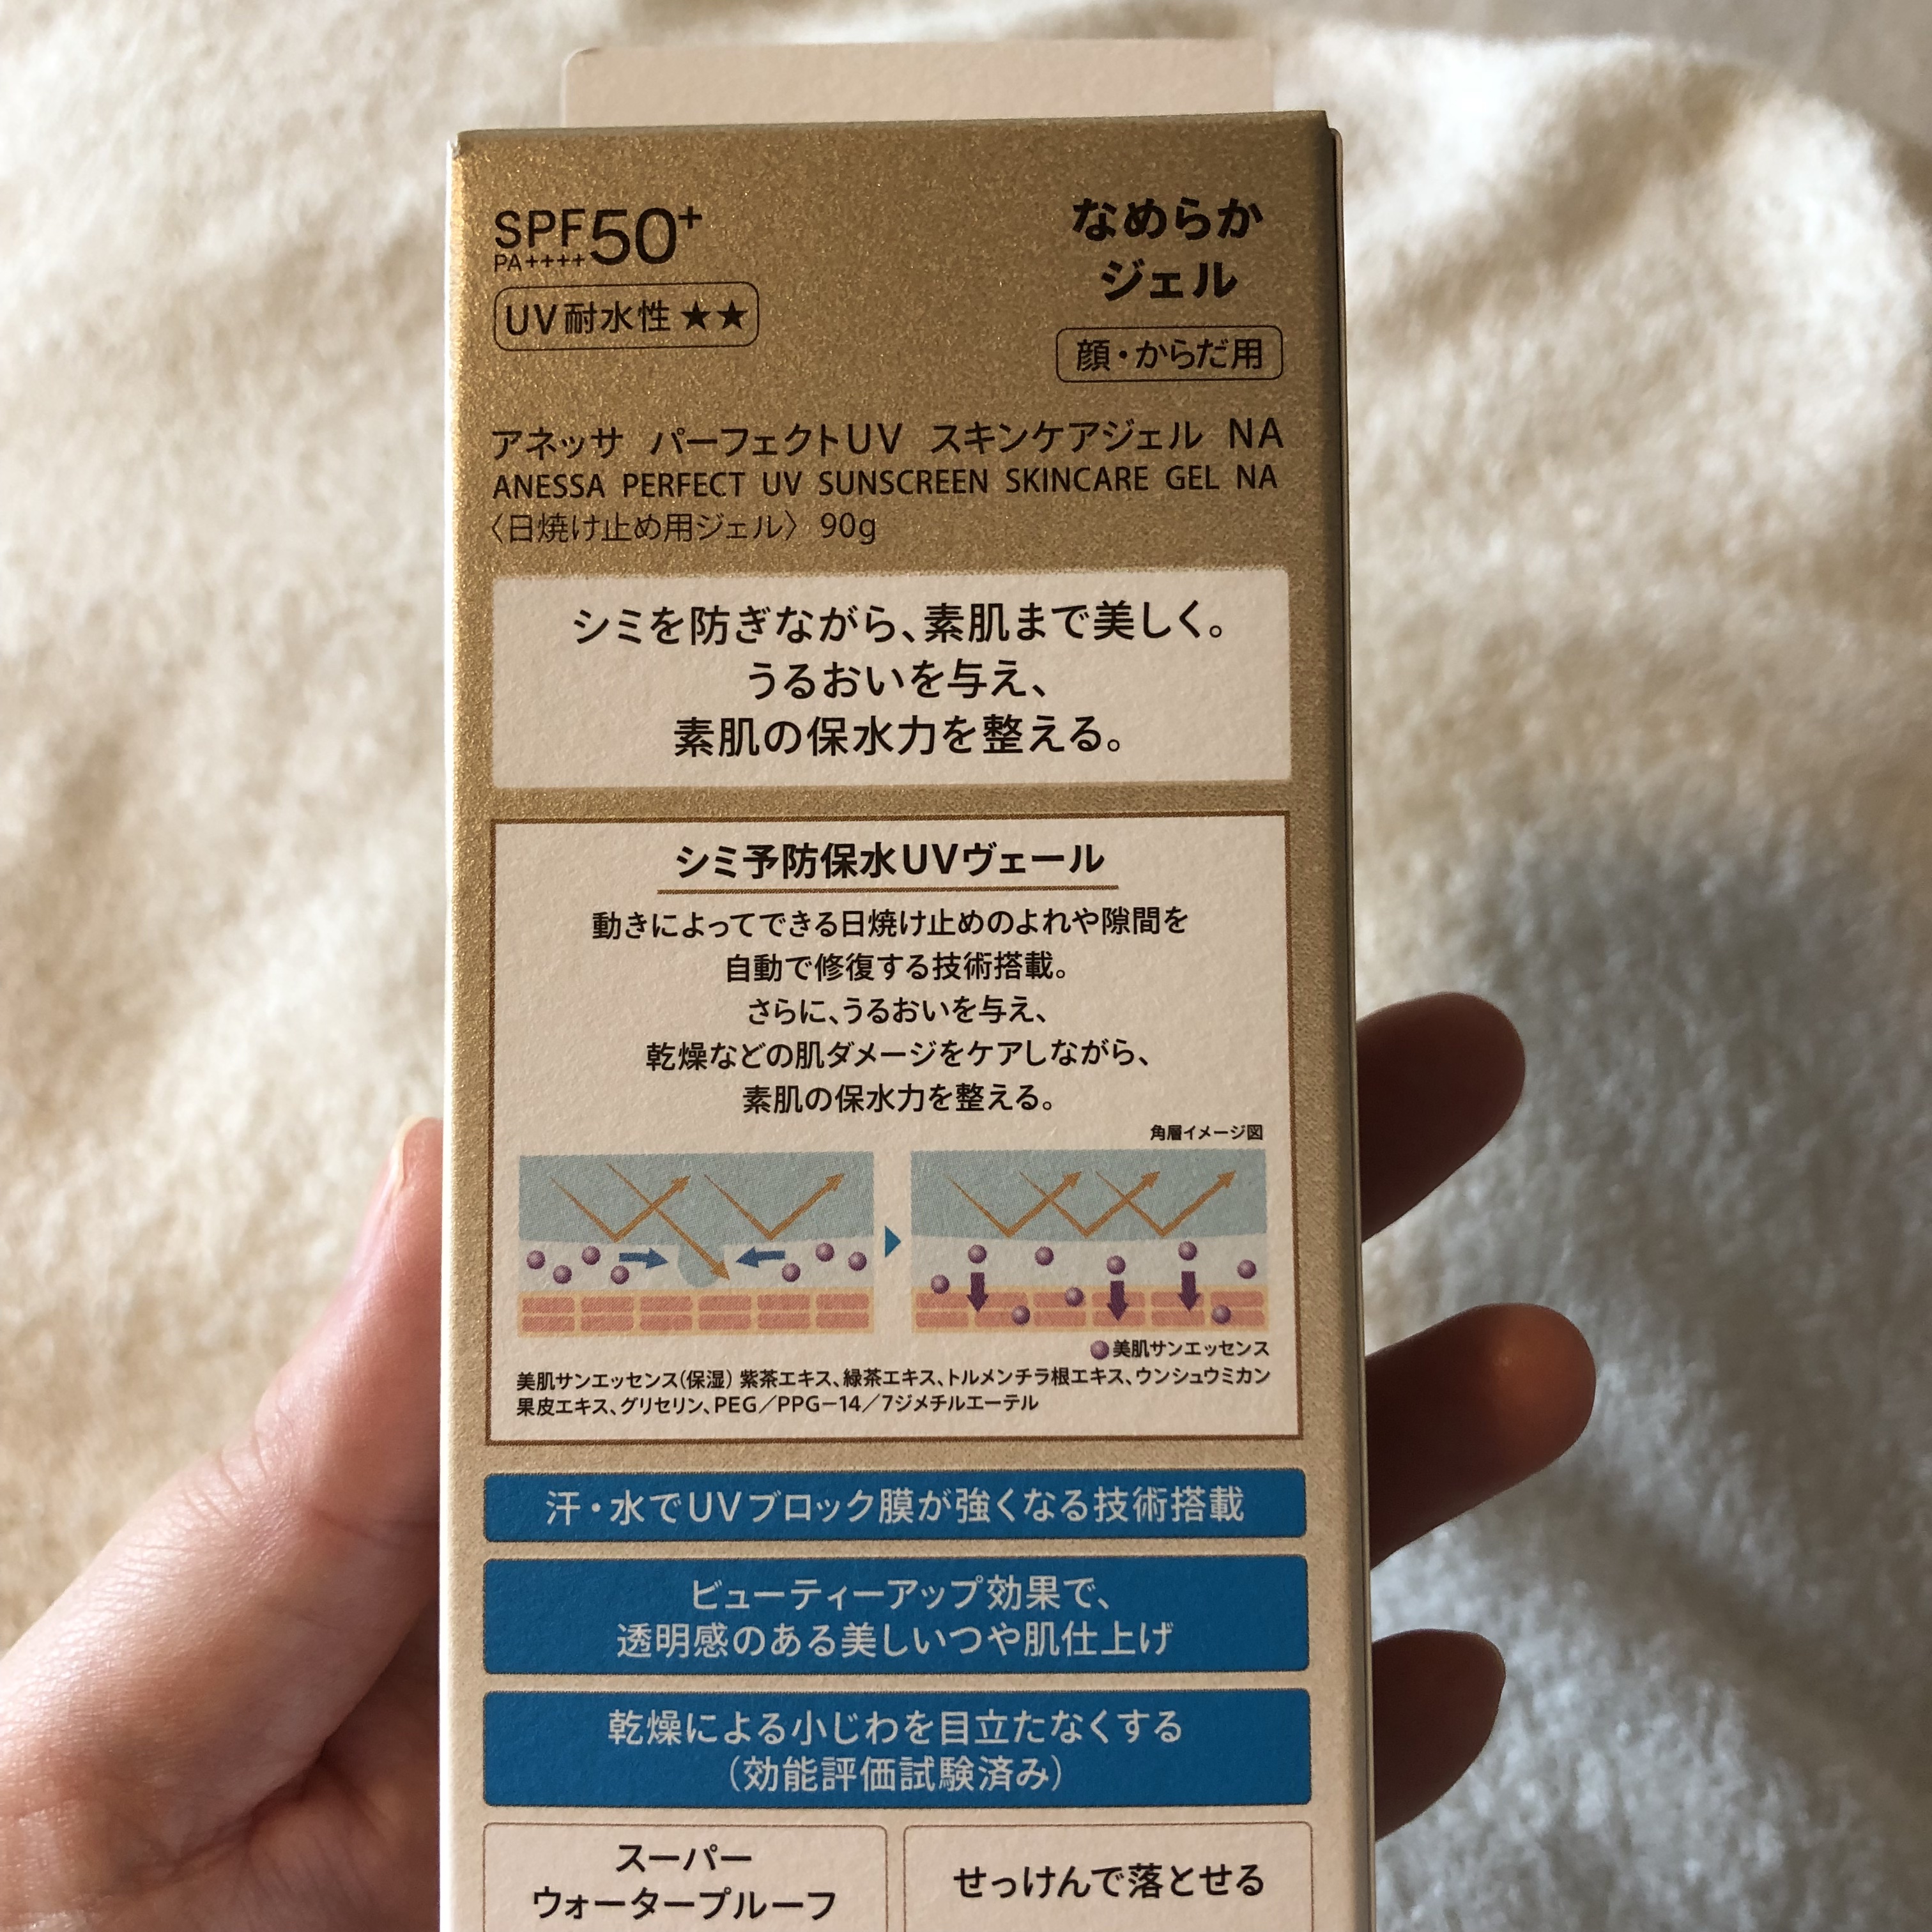 SPF50+
PA++++
UV耐水性★★
なめらか
ジェル
顔・からだ用
アネッサ パーフェクトUV スキンケアジェル NA
ANESSA PERFECT UV SUNSCREEN SKINCARE GEL NA
〈日焼け止め用ジェル〉 90g
シミを防ぎながら、素肌まで美しく。
うるおいを与え、
素肌の保水力を整える。
シミ予防保水UVヴェール
動きによってできる日焼け止めのよれや隙間を
自動で修復する技術搭載。
さらに、うるおいを与え、
乾燥などの肌ダメージをケアしながら、
素肌の保水力を整える。
角層イメージ図
美肌サンエッセンス
美肌サンエッセンス(保湿) 紫茶エキス、緑茶エキス、トルメンチラ根エキス、ウンシュウミカン
果皮エキス、グリセリン、PEG/PPG-14/7ジメチルエーテル
汗・水でUVブロック膜が強くなる技術搭載
ビューティーアップ効果で、
透明感のある美しいつや肌仕上げ
乾燥による小じわを目立たなくする
(効能評価試験済み)
スーパー
ウォータープルーフ
せっけんで落とせる